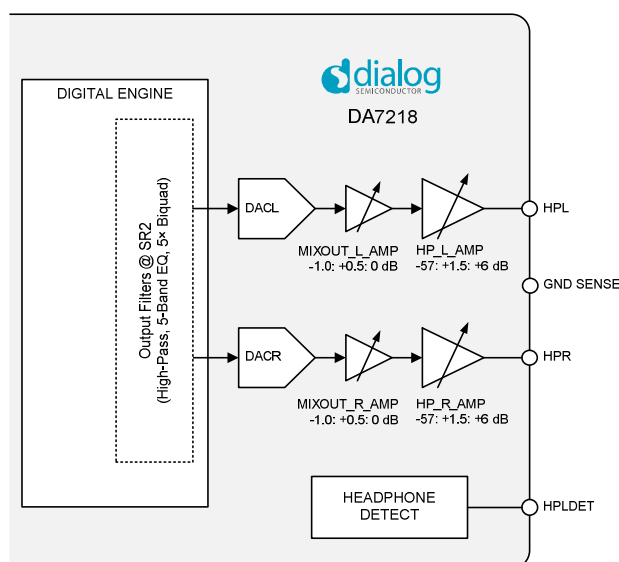 dialog
SEMICONDUCTOR
DA7218
DIGITAL ENGINE
Output Filters @ SR2
(High-Pass, 5-Band EQ, 5× Biquad)
DACL
MIXOUT_L_AMP
-1.0: +0.5: 0 dB
HP_L_AMP
-57: +1.5: +6 dB
HPL
GND SENSE
DACR
MIXOUT_R_AMP
-1.0: +0.5: 0 dB
HP_R_AMP
-57: +1.5: +6 dB
HPR
HEADPHONE
DETECT
HPLDET